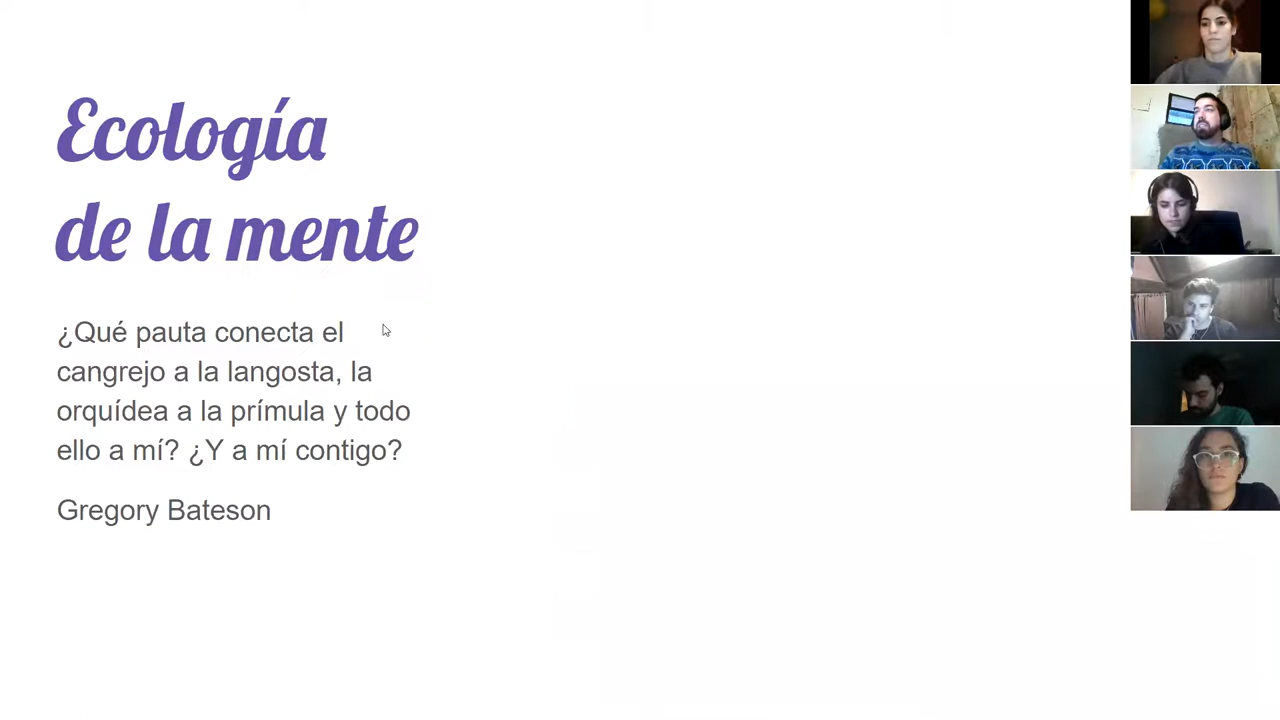 Ecología
de la mente
¿Qué pauta conecta el
cangrejo a la langosta, la
orquídea a la prímula y todo
ello a mí? ¿Y a mí contigo?
Gregory Bateson